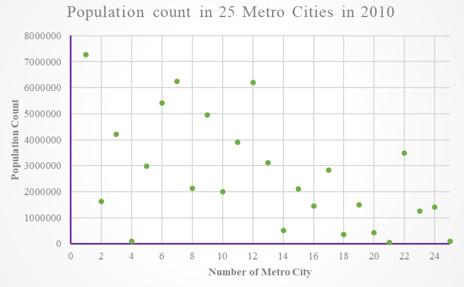 Population count in 25 Metro Cities in 2010
8000000
7000000
6000000
5000000
4000000
3000000
2000000
1000000
0
Population Count
0 2 4 6 8 10 12 14 16 18 20 22 24
Number of Metro City